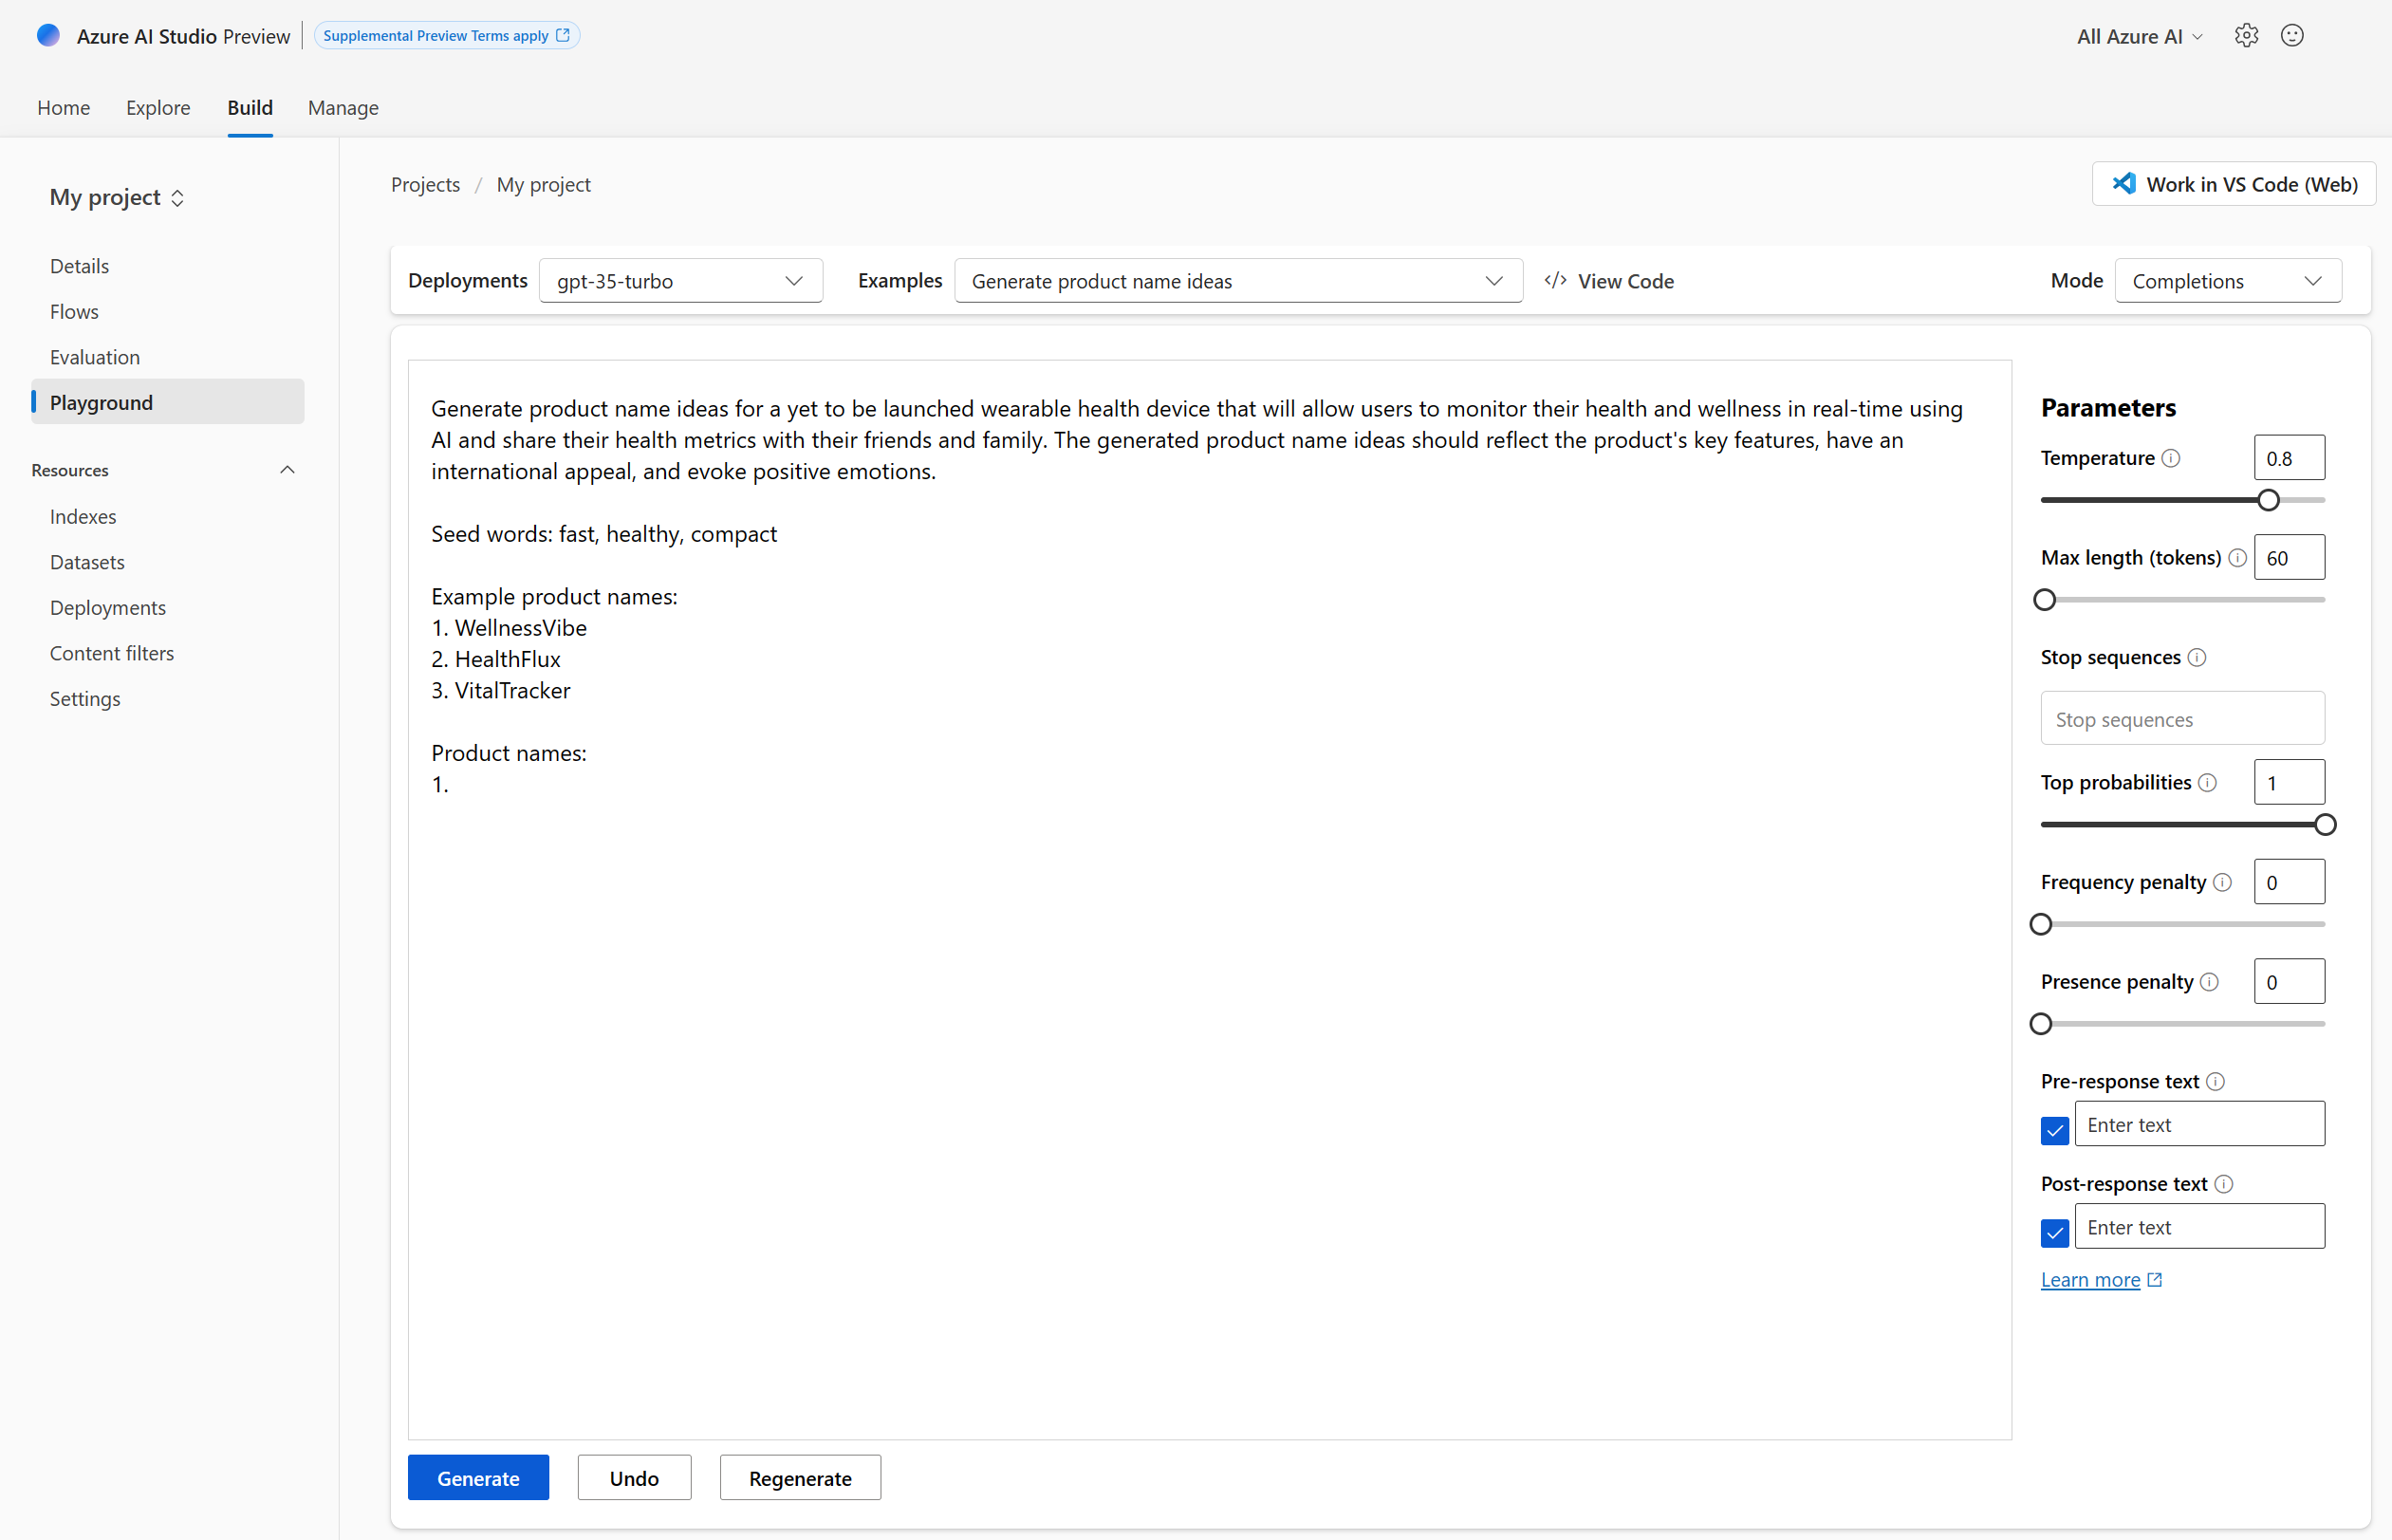 Azure AI Studio Preview
Supplemental Preview Terms apply
All Azure AI
Home
Explore
Build
Manage
My project
Details
Flows
Evaluation
Playground
Resources
Indexes
Datasets
Deployments
Content filters
Settings
Projects / My project
Work in VS Code (Web)
Deployments
gpt-35-turbo
Examples
Generate product name ideas
</> View Code
Mode
Completions
Generate product name ideas for a yet to be launched wearable health device that will allow users to monitor their health and wellness in real-time using
AI and share their health metrics with their friends and family. The generated product name ideas should reflect the product's key features, have an
international appeal, and evoke positive emotions.
Seed words: fast, healthy, compact
Example product names:
1. WellnessVibe
2. HealthFlux
3. VitalTracker
Product names:
1.
Generate
Undo
Regenerate
Parameters
Temperature
0.8
Max length (tokens)
60
Stop sequences
Stop sequences
Top probabilities
1
Frequency penalty
0
Presence penalty
0
Pre-response text
Enter text
Post-response text
Enter text
Learn more